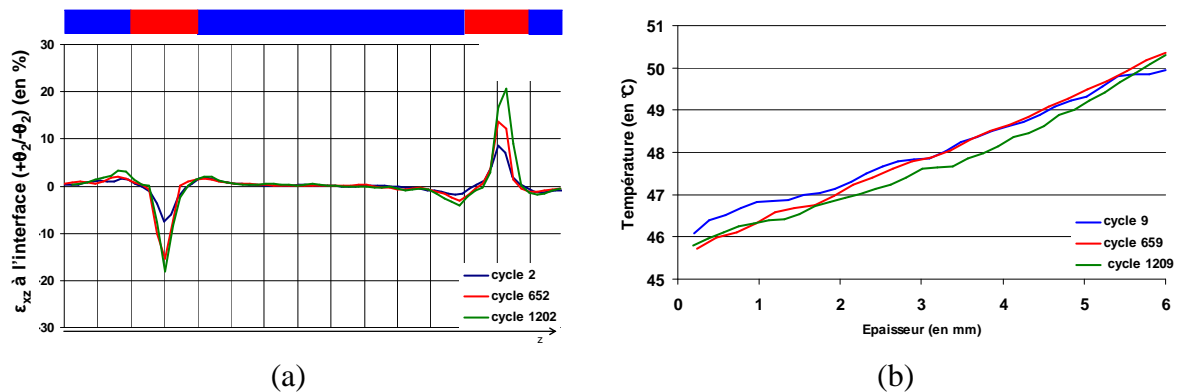 30
20
10
0
-10
-20
-30
ε_xz à l'interface (+θ₂/-θ₂) (en %)
cycle 2
cycle 652
cycle 1202
z
(a)
51
50
49
48
47
46
45
Température (en °C)
cycle 9
cycle 659
cycle 1209
0 1 2 3 4 5 6
Epaisseur (en mm)
(b)